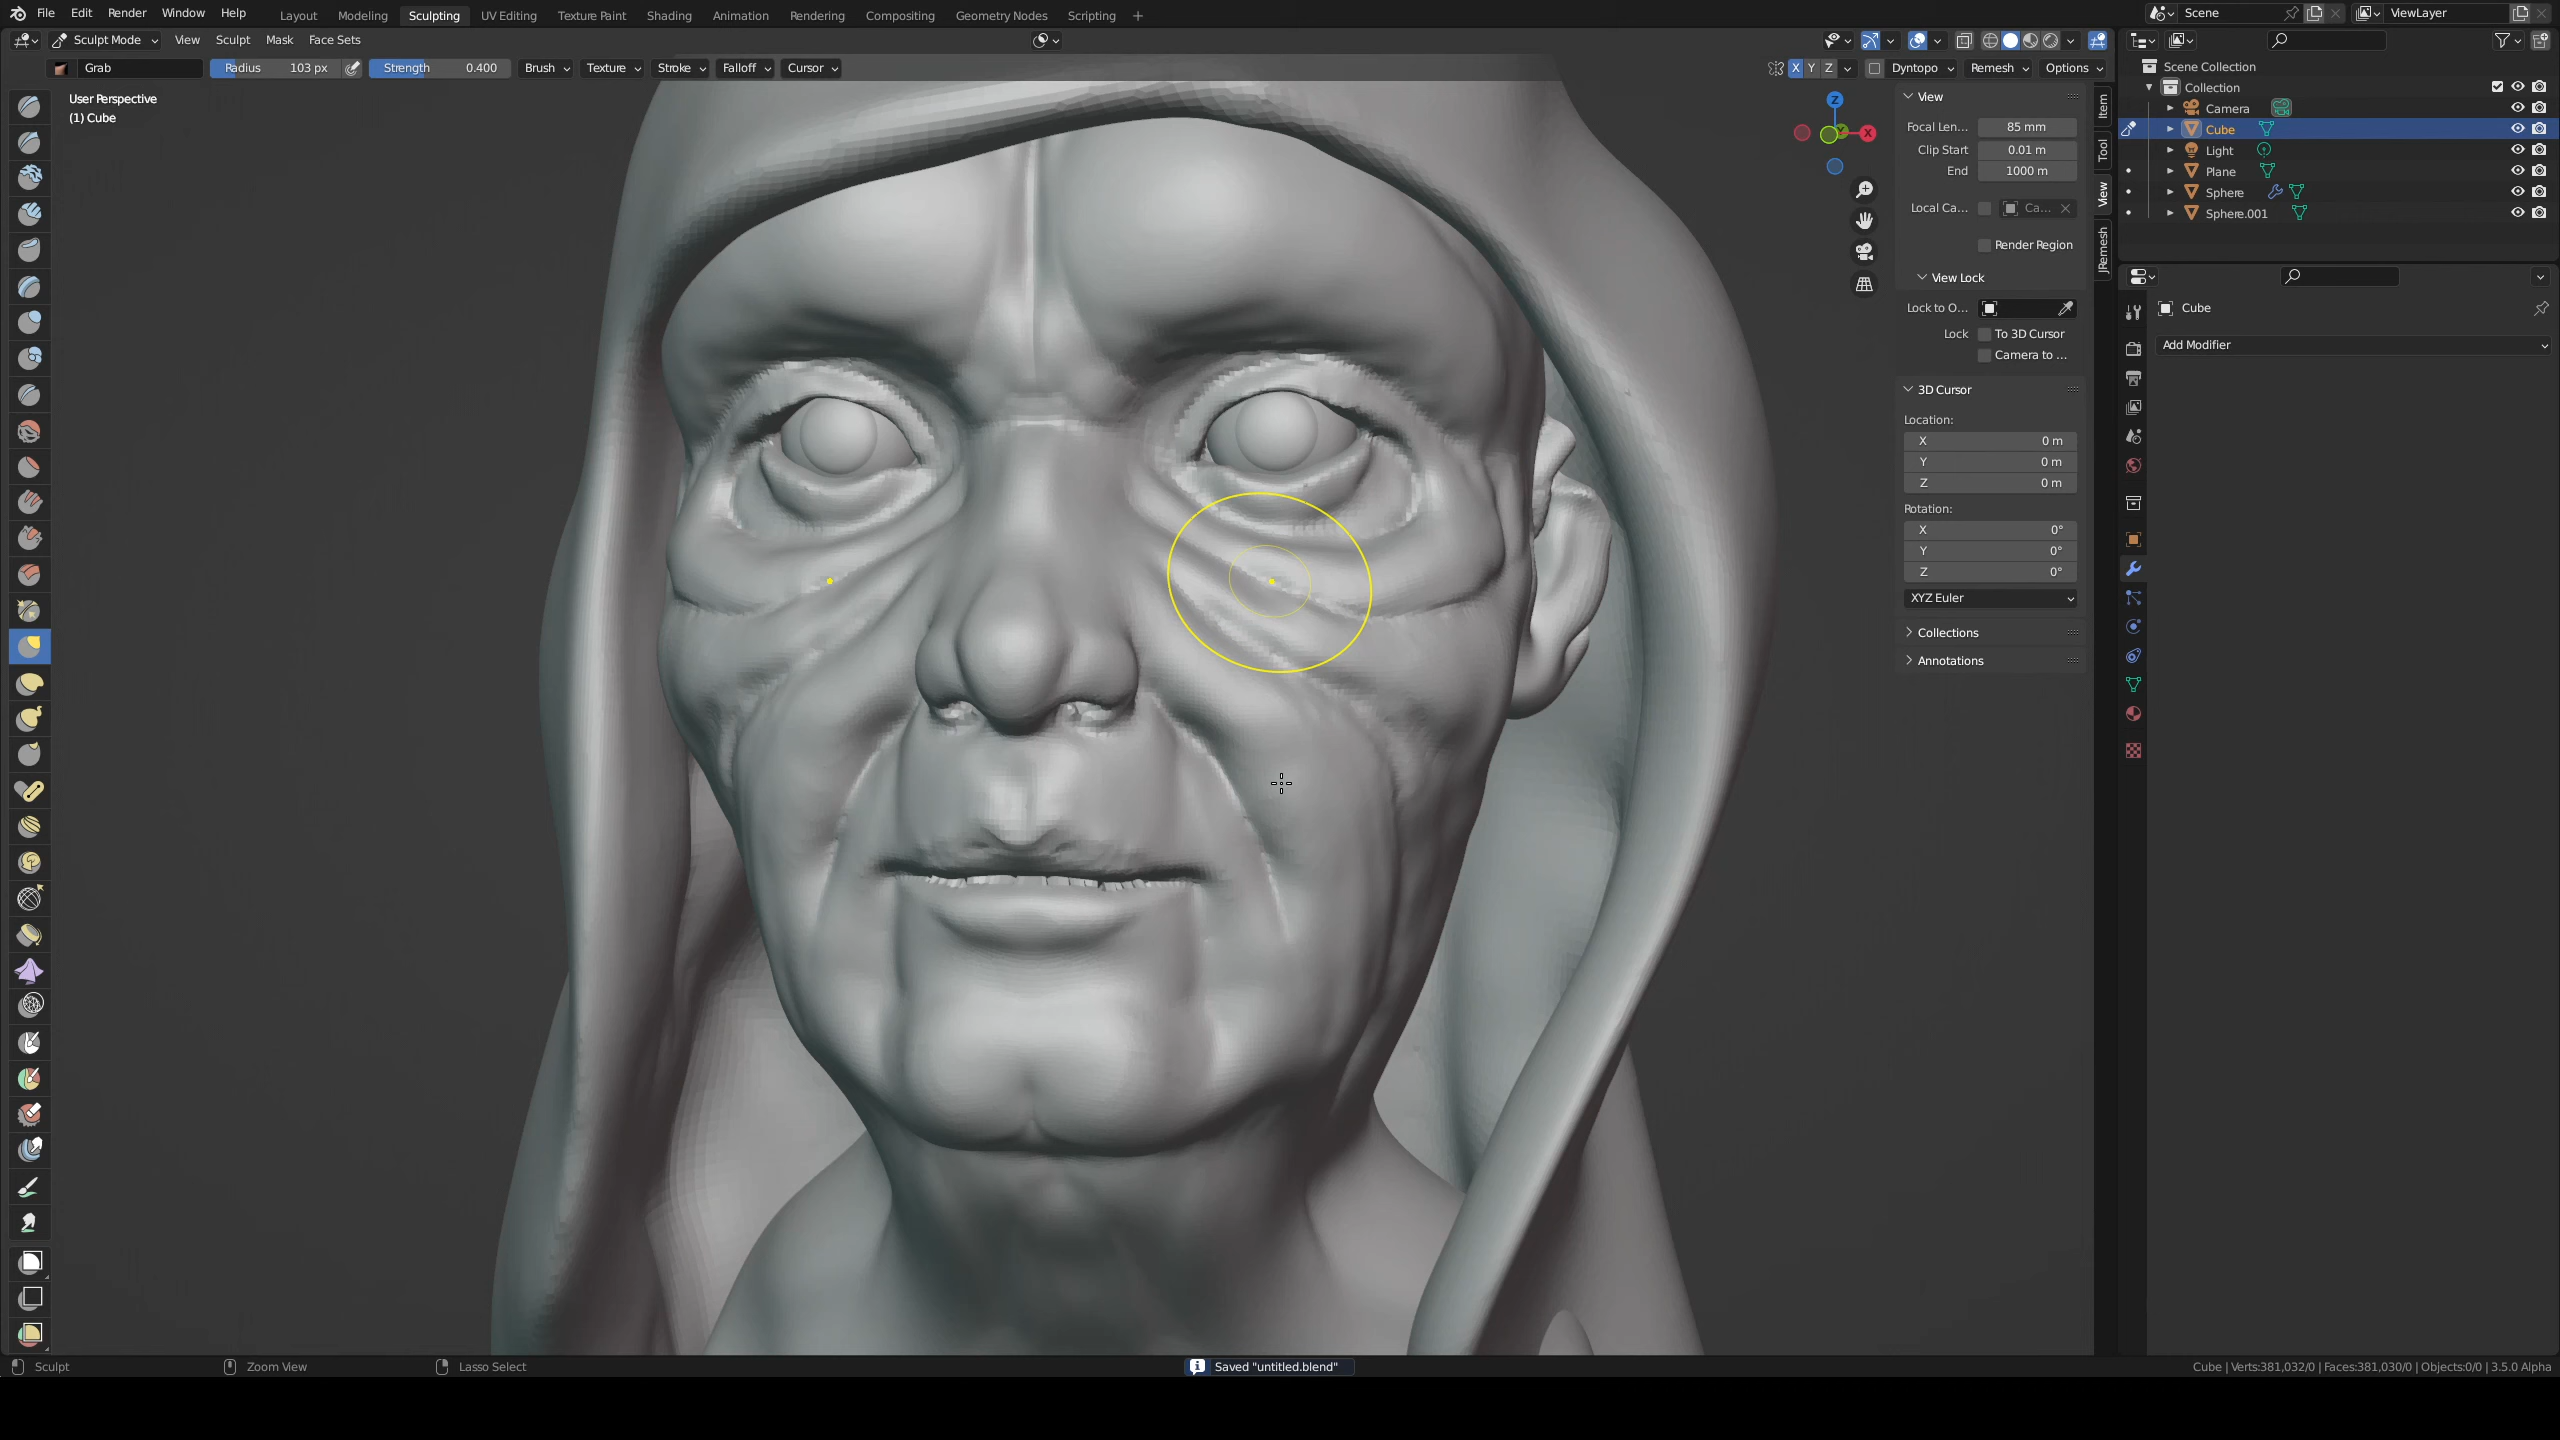 File Edit Render Window Help Layout Modeling Sculpting UV Editing Texture Paint Shading Animation Rendering Compositing Geometry Nodes Scripting + Scene ViewLayer
Sculpt Mode View Sculpt Mask Face Sets
Grab Radius 103 px Strength 0.400 Brush Texture Stroke Falloff Cursor X Y Z Dyntopo Remesh Options
User Perspective
(1) Cube
Z
X
View
Focal Len... 85 mm
Clip Start 0.01 m
End 1000 m
Local Ca... Ca...
Render Region
View Lock
Lock to O...
Lock To 3D Cursor
Camera to ...
3D Cursor
Location:
X 0 m
Y 0 m
Z 0 m
Rotation:
X 0°
Y 0°
Z 0°
XYZ Euler
Collections
Annotations
Item
Tool
View
JRemesh
Scene Collection
Collection
Camera
Cube
Light
Plane
Sphere
Sphere.001
Cube
Add Modifier
Sculpt Zoom View Lasso Select Saved "untitled.blend" Cube | Verts:381,032/0 | Faces:381,030/0 | Objects:0/0 | 3.5.0 Alpha